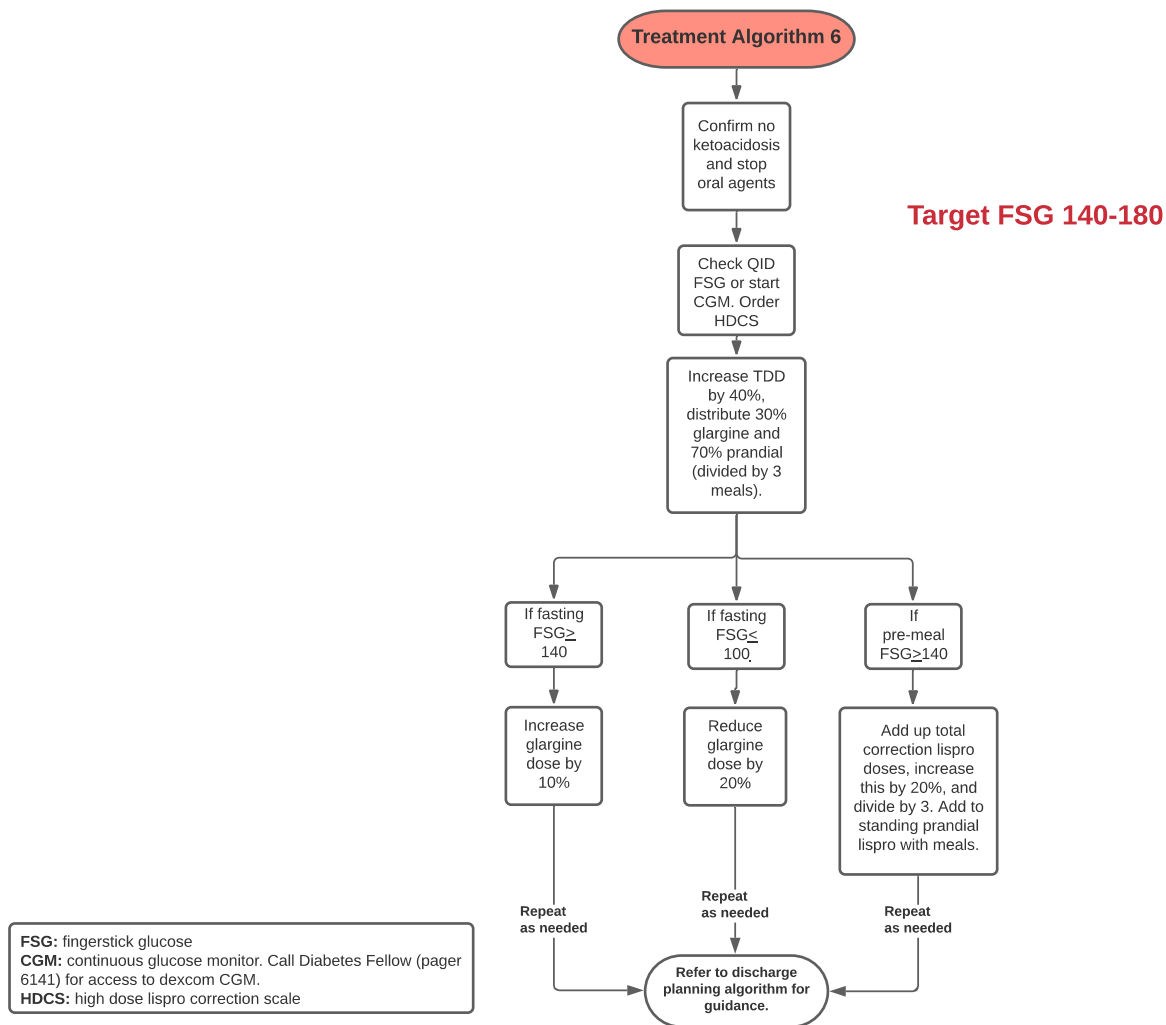 Treatment Algorithm 6
Confirm no
ketoacidosis
and stop
oral agents
Target FSG 140-180
Check QID
FSG or start
CGM. Order
HDCS
Increase TDD
by 40%,
distribute 30%
glargine and
70% prandial
(divided by 3
meals).
If fasting
FSG≥
140
If fasting
FSG≤
100.
If
pre-meal
FSG≥140
Increase
glargine
dose by
10%
Reduce
glargine
dose by
20%
Add up total
correction lispro
doses, increase
this by 20%, and
divide by 3. Add to
standing prandial
lispro with meals.
Repeat
as needed
Repeat
as needed
Repeat
as needed
FSG: fingerstick glucose
CGM: continuous glucose monitor. Call Diabetes Fellow (pager
6141) for access to dexcom CGM.
HDCS: high dose lispro correction scale
Refer to discharge
planning algorithm for
guidance.